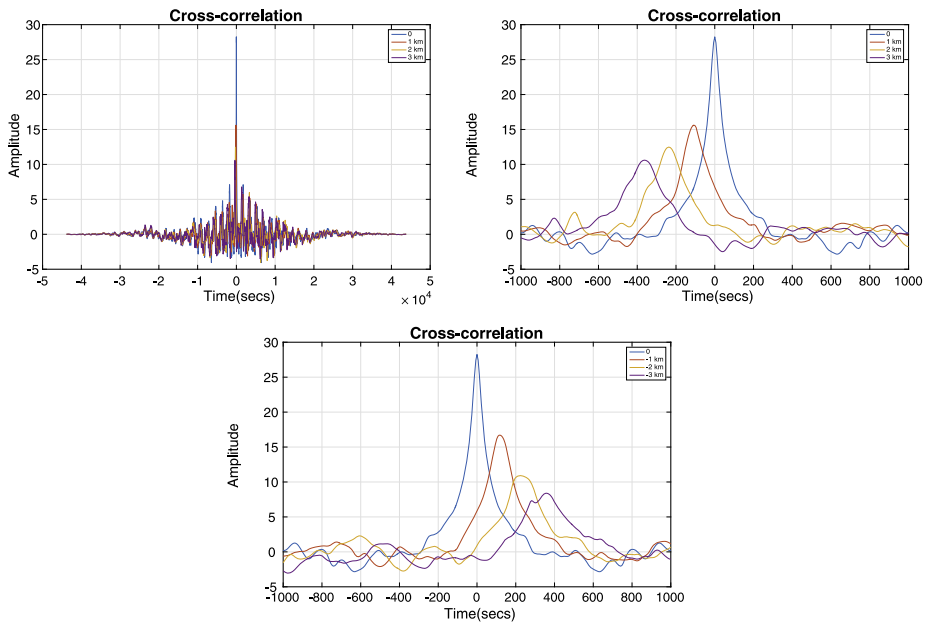 Cross-correlation
30
25
20
15
10
5
0
-5
Amplitude
0
1 km
2 km
3 km
-5 -4 -3 -2 -1 0 1 2 3 4 5
Time(secs)
× 10^4
Cross-correlation
30
25
20
15
10
5
0
-5
Amplitude
0
1 km
2 km
3 km
-1000 -800 -600 -400 -200 0 200 400 600 800 1000
Time(secs)
Cross-correlation
30
25
20
15
10
5
0
-5
Amplitude
0
-1 km
-2 km
-3 km
-1000 -800 -600 -400 -200 0 200 400 600 800 1000
Time(secs)